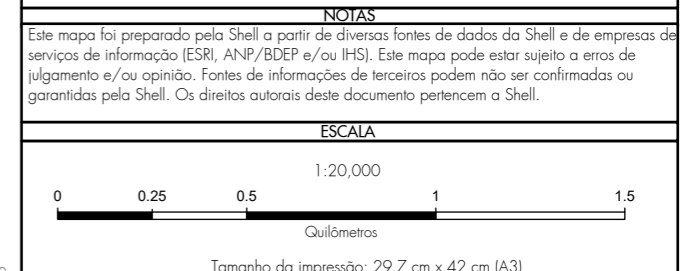 NOTAS
Este mapa foi preparado pela Shell a partir de diversas fontes de dados da Shell e de empresas de
serviços de informação (ESRI, ANP/BDEP e/ou IHS). Este mapa pode estar sujeito a erros de
julgamento e/ou opinião. Fontes de informações de terceiros podem não ser confirmadas ou
garantidas pela Shell. Os direitos autorais deste documento pertencem a Shell.
ESCALA
1:20,000
0 0.25 0.5 1 1.5
Quilômetros
Tamanho da impressão: 29,7 cm x 42 cm (A3)